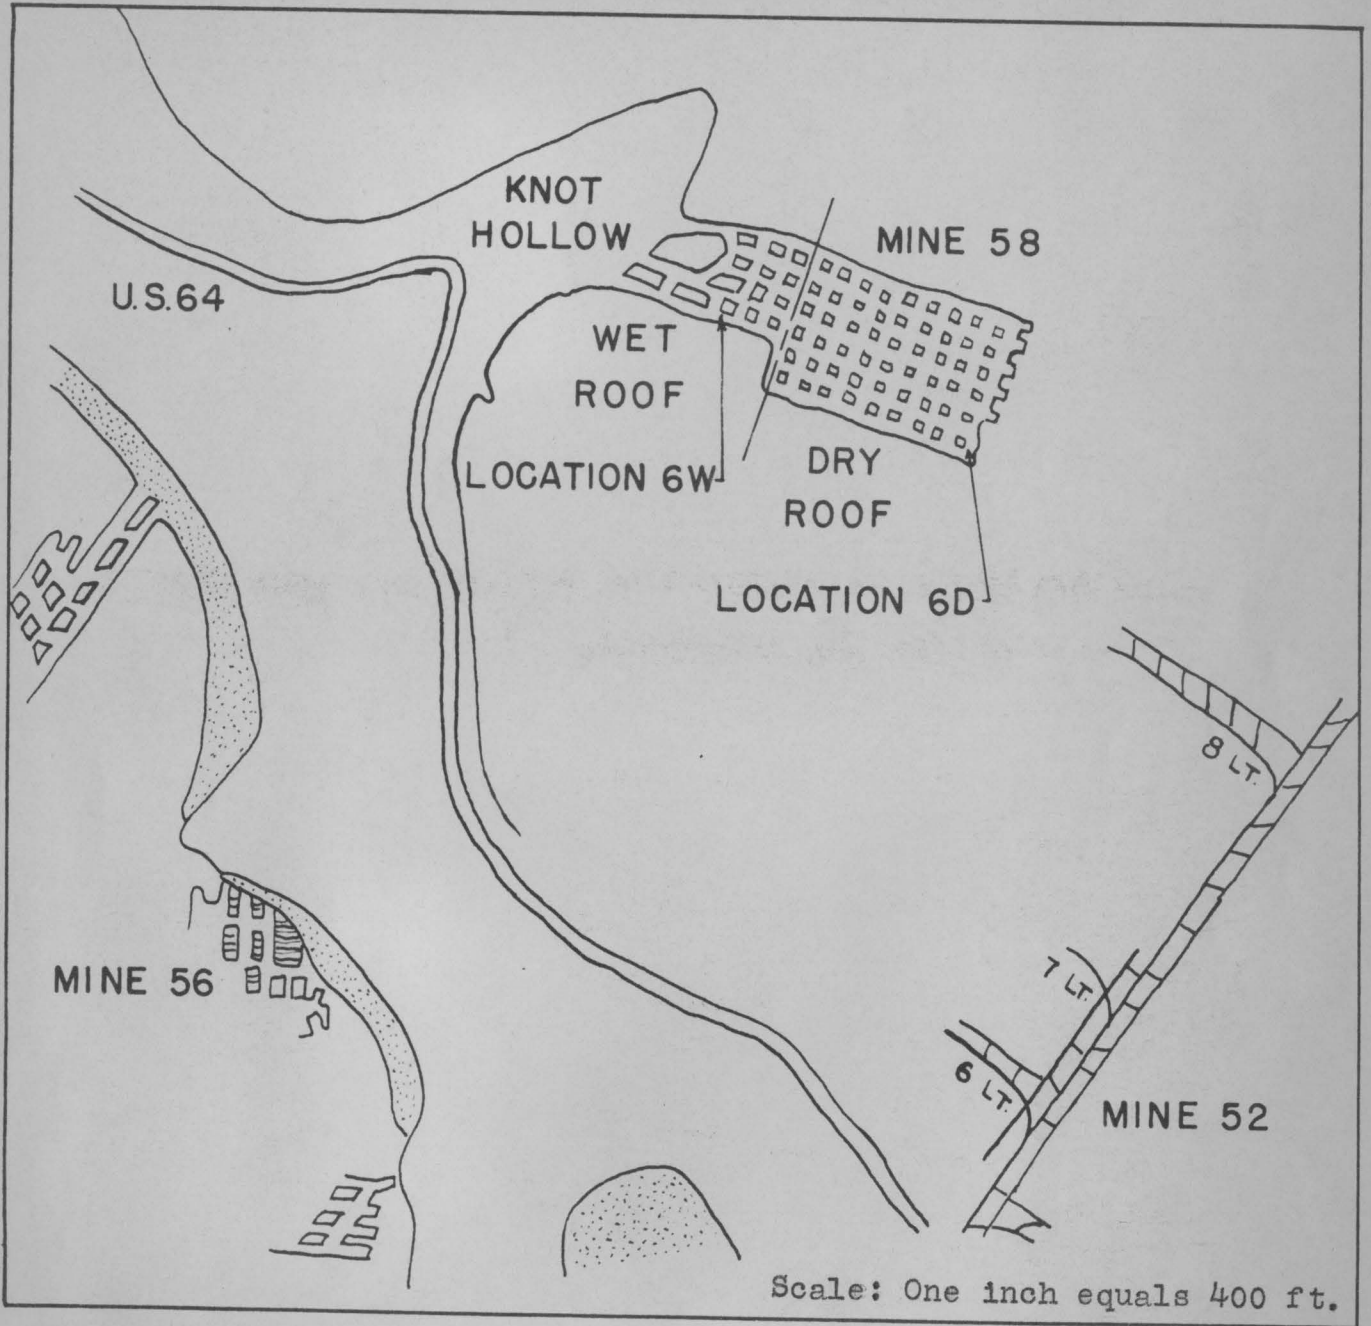 KNOT
HOLLOW
MINE 58
U.S.64
WET
ROOF
LOCATION 6W
DRY
ROOF
LOCATION 6D
8 LT.
MINE 56
7 LT.
6 LT.
MINE 52
Scale: One inch equals 400 ft.